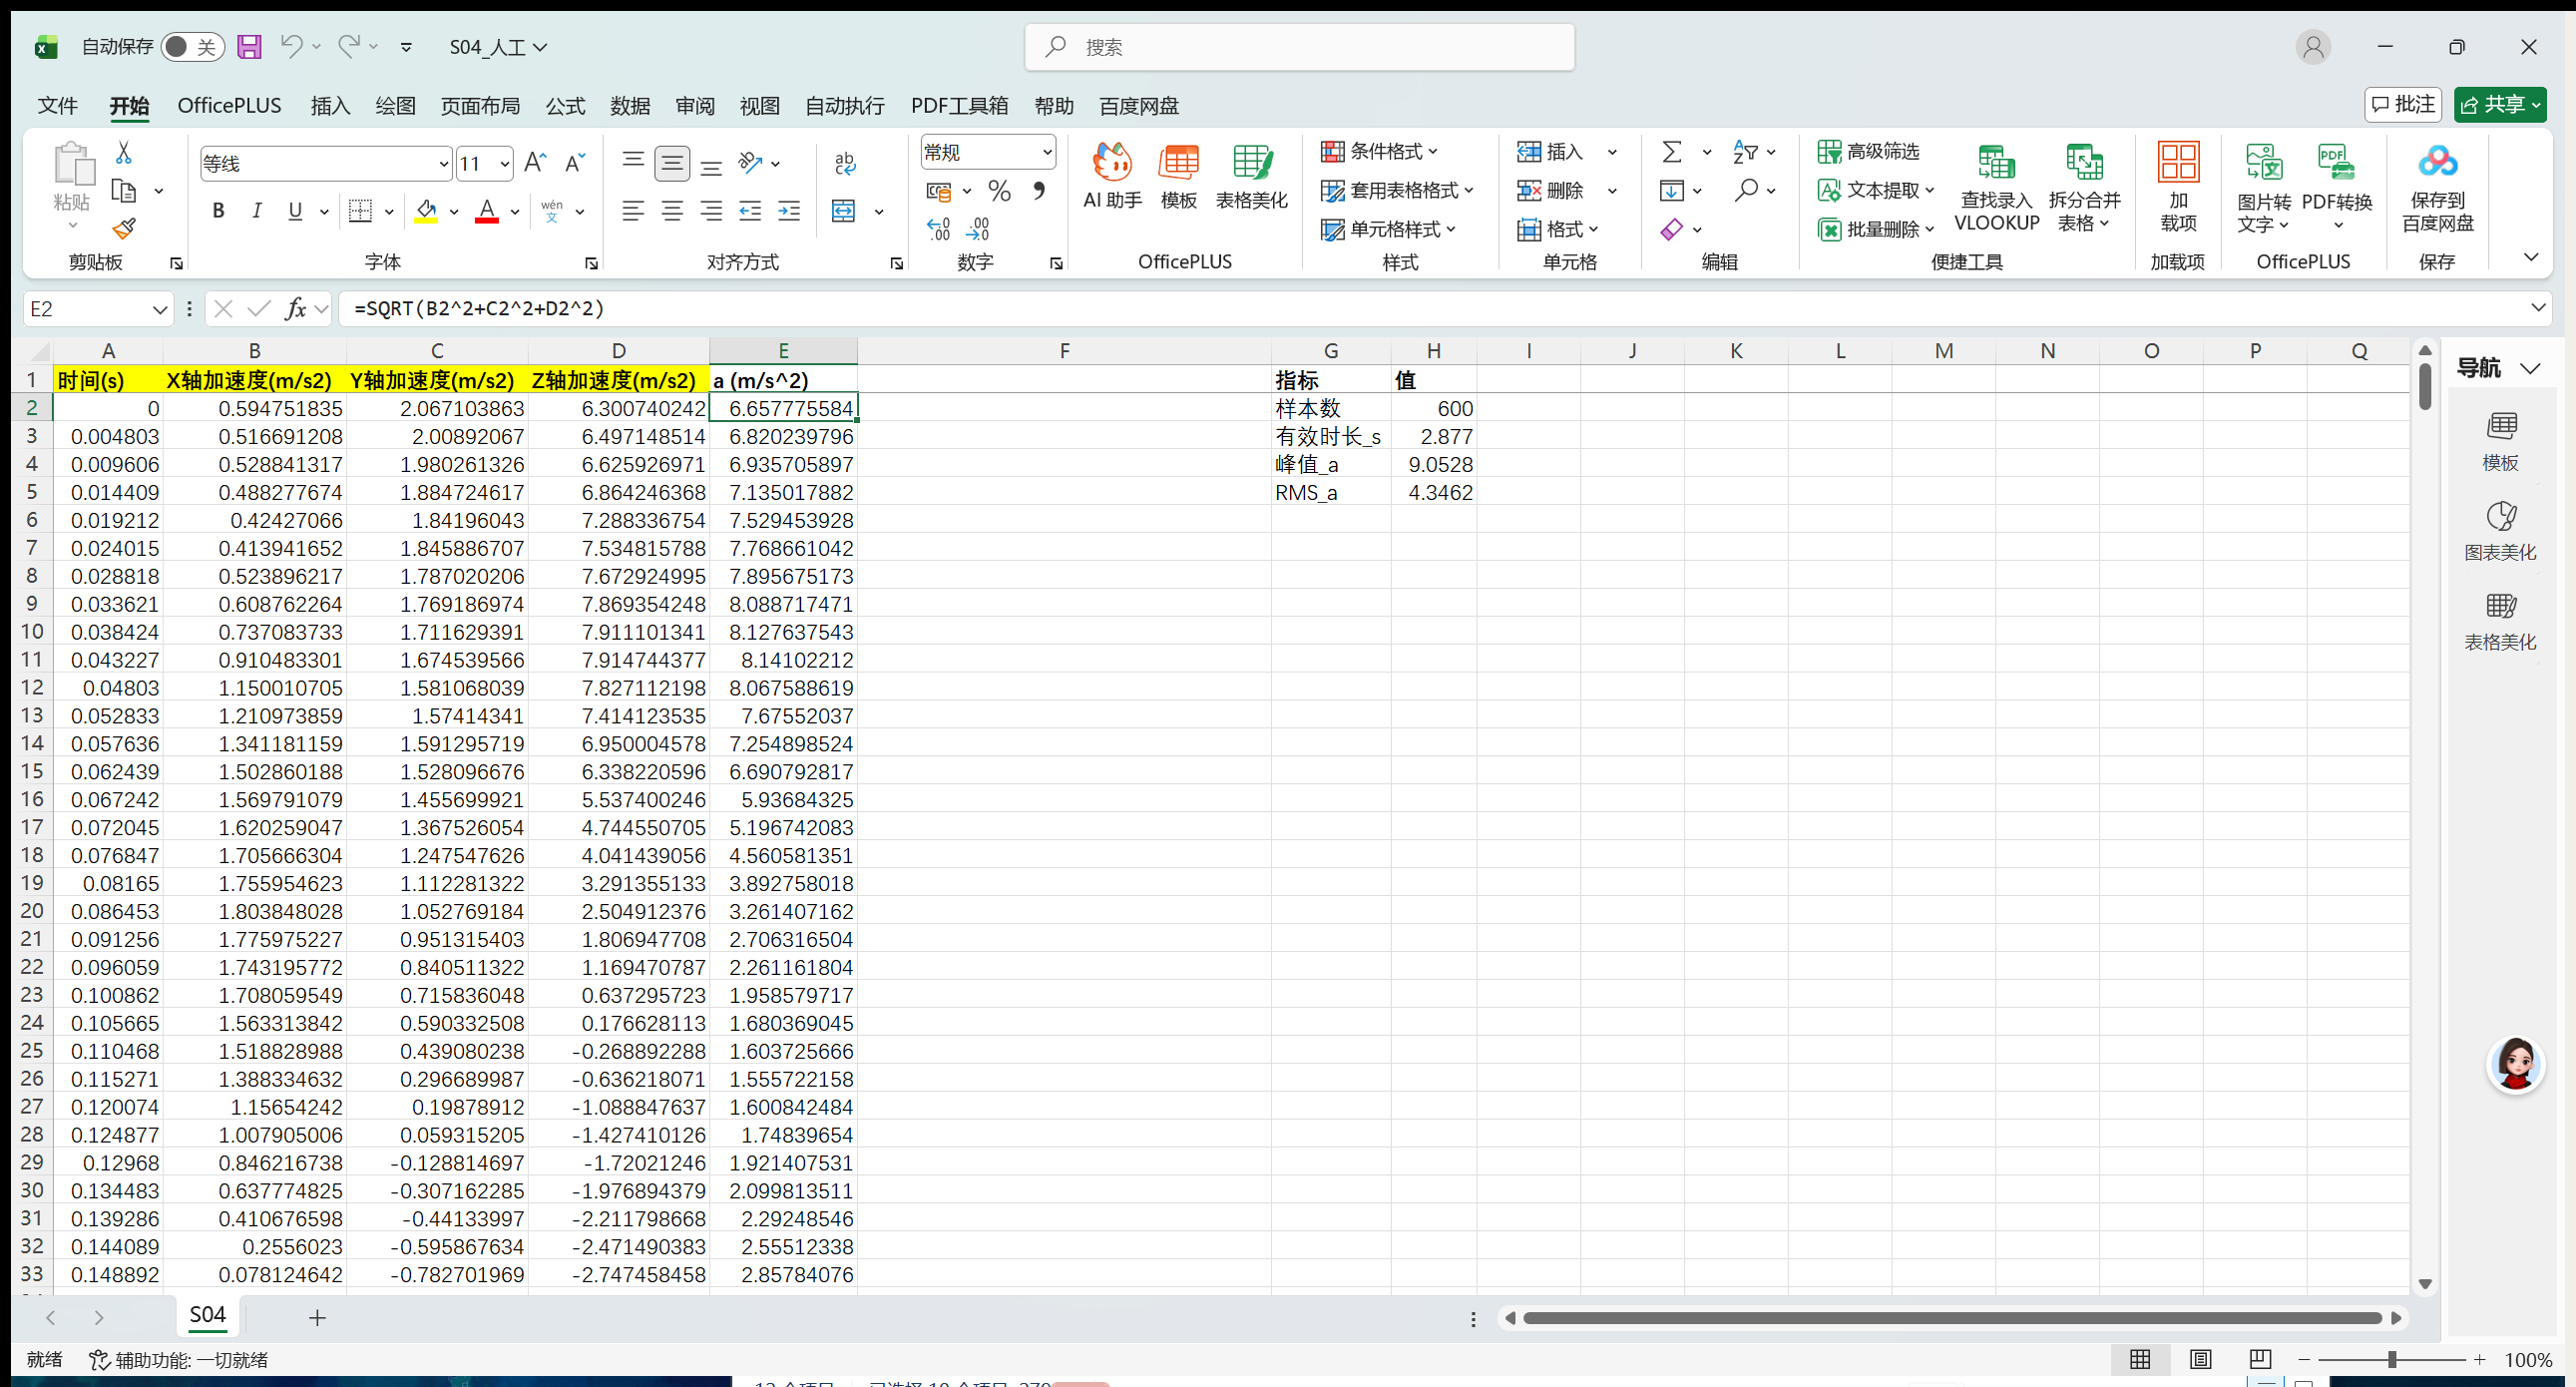 自动保存 关 S04_人工 搜索
文件 开始 OfficePLUS 插入 绘图 页面布局 公式 数据 审阅 视图 自动执行 PDF工具箱 帮助 百度网盘 批注 共享
粘贴
剪贴板
等线 11
B I U wén 文
字体
ab
对齐方式
常规
% .00 .00
数字
AI 助手 模板 表格美化
OfficePLUS
条件格式
套用表格格式
单元格样式
样式
插入
删除
格式
单元格
编辑
高级筛选
文本提取
批量删除
查找录入 VLOOKUP
拆分合并 表格
便捷工具
加 载项
加载项
图片转 文字
PDF转换
OfficePLUS
保存到 百度网盘
保存
E2 fx =SQRT(B2^2+C2^2+D2^2)
A B C D E F G H I J K L M N O P Q
1 时间(s) X轴加速度(m/s2) Y轴加速度(m/s2) Z轴加速度(m/s2) a (m/s^2) 指标 值
2 0 0.594751835 2.067103863 6.300740242 6.657775584 样本数 600
3 0.004803 0.516691208 2.00892067 6.497148514 6.820239796 有效时长_s 2.877
4 0.009606 0.528841317 1.980261326 6.625926971 6.935705897 峰值_a 9.0528
5 0.014409 0.488277674 1.884724617 6.864246368 7.135017882 RMS_a 4.3462
6 0.019212 0.42427066 1.84196043 7.288336754 7.529453928
7 0.024015 0.413941652 1.845886707 7.534815788 7.768661042
8 0.028818 0.523896217 1.787020206 7.672924995 7.895675173
9 0.033621 0.608762264 1.769186974 7.869354248 8.088717471
10 0.038424 0.737083733 1.711629391 7.911101341 8.127637543
11 0.043227 0.910483301 1.674539566 7.914744377 8.14102212
12 0.04803 1.150010705 1.581068039 7.827112198 8.067588619
13 0.052833 1.210973859 1.57414341 7.414123535 7.67552037
14 0.057636 1.341181159 1.591295719 6.950004578 7.254898524
15 0.062439 1.502860188 1.528096676 6.338220596 6.690792817
16 0.067242 1.569791079 1.455699921 5.537400246 5.93684325
17 0.072045 1.620259047 1.367526054 4.744550705 5.196742083
18 0.076847 1.705666304 1.247547626 4.041439056 4.560581351
19 0.08165 1.755954623 1.112281322 3.291355133 3.892758018
20 0.086453 1.803848028 1.052769184 2.504912376 3.261407162
21 0.091256 1.775975227 0.951315403 1.806947708 2.706316504
22 0.096059 1.743195772 0.840511322 1.169470787 2.261161804
23 0.100862 1.708059549 0.715836048 0.637295723 1.958579717
24 0.105665 1.563313842 0.590332508 0.176628113 1.680369045
25 0.110468 1.518828988 0.439080238 -0.268892288 1.603725666
26 0.115271 1.388334632 0.296689987 -0.636218071 1.555722158
27 0.120074 1.15654242 0.19878912 -1.088847637 1.600842484
28 0.124877 1.007905006 0.059315205 -1.427410126 1.74839654
29 0.12968 0.846216738 -0.128814697 -1.72021246 1.921407531
30 0.134483 0.637774825 -0.307162285 -1.976894379 2.099813511
31 0.139286 0.410676598 -0.44133997 -2.211798668 2.29248546
32 0.144089 0.2556023 -0.595867634 -2.471490383 2.55512338
33 0.148892 0.078124642 -0.782701969 -2.747458458 2.85784076
导航
模板
图表美化
表格美化
S04
就绪 辅助功能: 一切就绪 100%